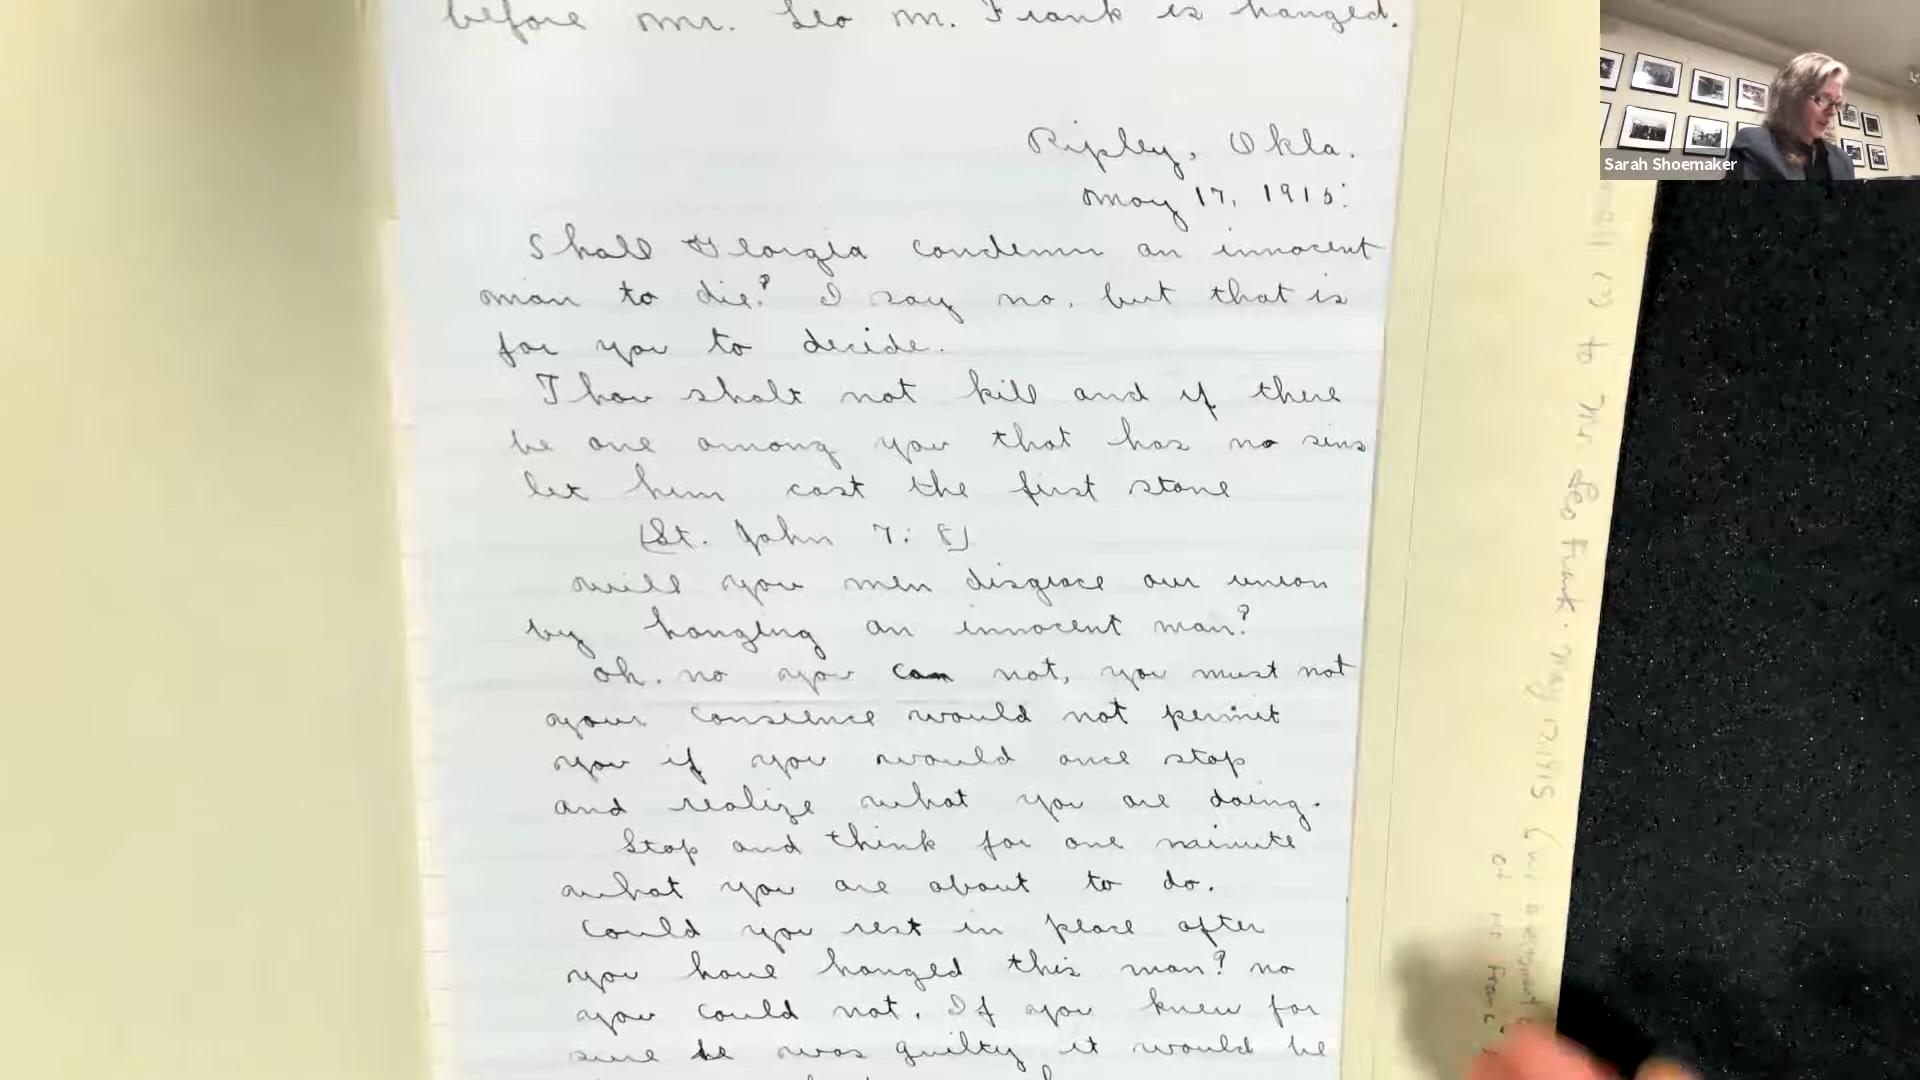 before Mr. Leo M. Frank is hanged.
Ripley, Okla.
May 17, 1915:
Shall Georgia condemn an innocent
man to die? I say no, but that is
for you to decide.
Thou shalt not kill and if there
be one among you that has no sins
let him cast the first stone
[St. John 7: 8]
will you men disgrace our union
by hanging an innocent man?
oh. no you can not, you must not
your consience would not permit
you if you would once stop
and realize what you are doing.
Stop and think for one minute
what you are about to do.
Could you rest in peace after
you have hanged this man? no
you could not. If you knew for
sure he was guilty it would be
Sarah Shoemaker
to Mr. Leo Frank. May 1915
of Mr Frank